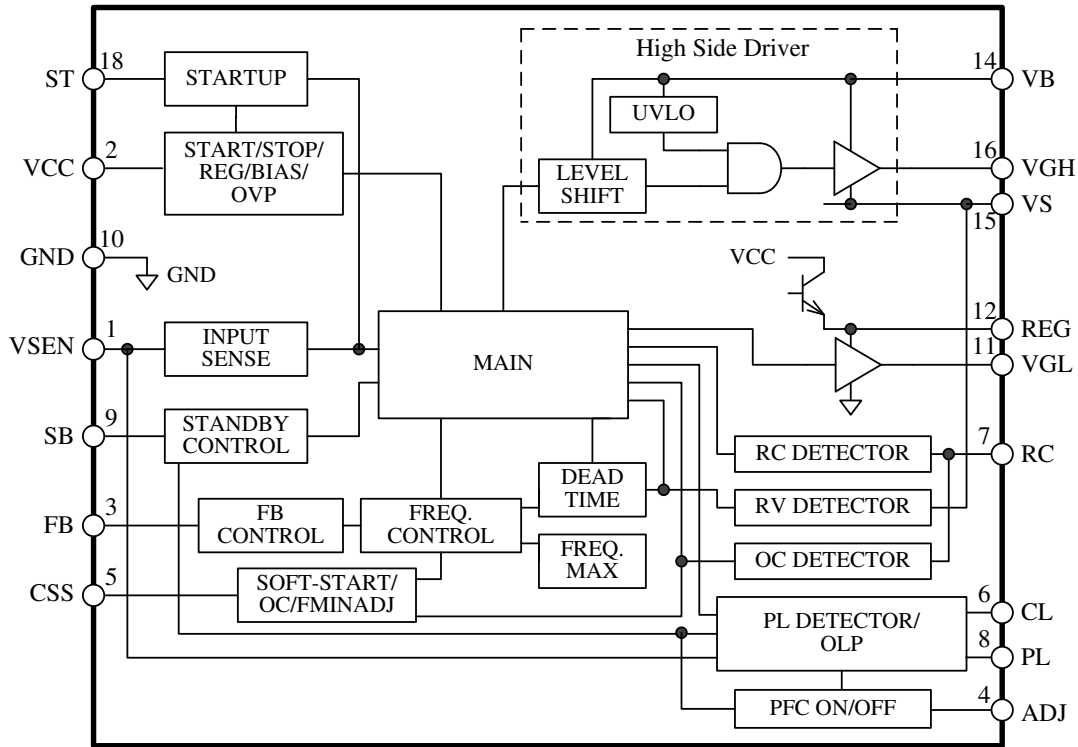 High Side Driver
ST
18
STARTUP
14
VB
UVLO
VCC
2
START/STOP/
REG/BIAS/
OVP
LEVEL
SHIFT
16
VGH
VS
15
GND
10
GND
VCC
VSEN
1
INPUT
SENSE
MAIN
12
REG
11
VGL
SB
9
STANDBY
CONTROL
RC DETECTOR
7
RC
DEAD
TIME
RV DETECTOR
FB
3
FB
CONTROL
FREQ.
CONTROL
FREQ.
MAX
OC DETECTOR
CSS
5
SOFT-START/
OC/FMINADJ
PL DETECTOR/
OLP
6
CL
8
PL
PFC ON/OFF
4
ADJ